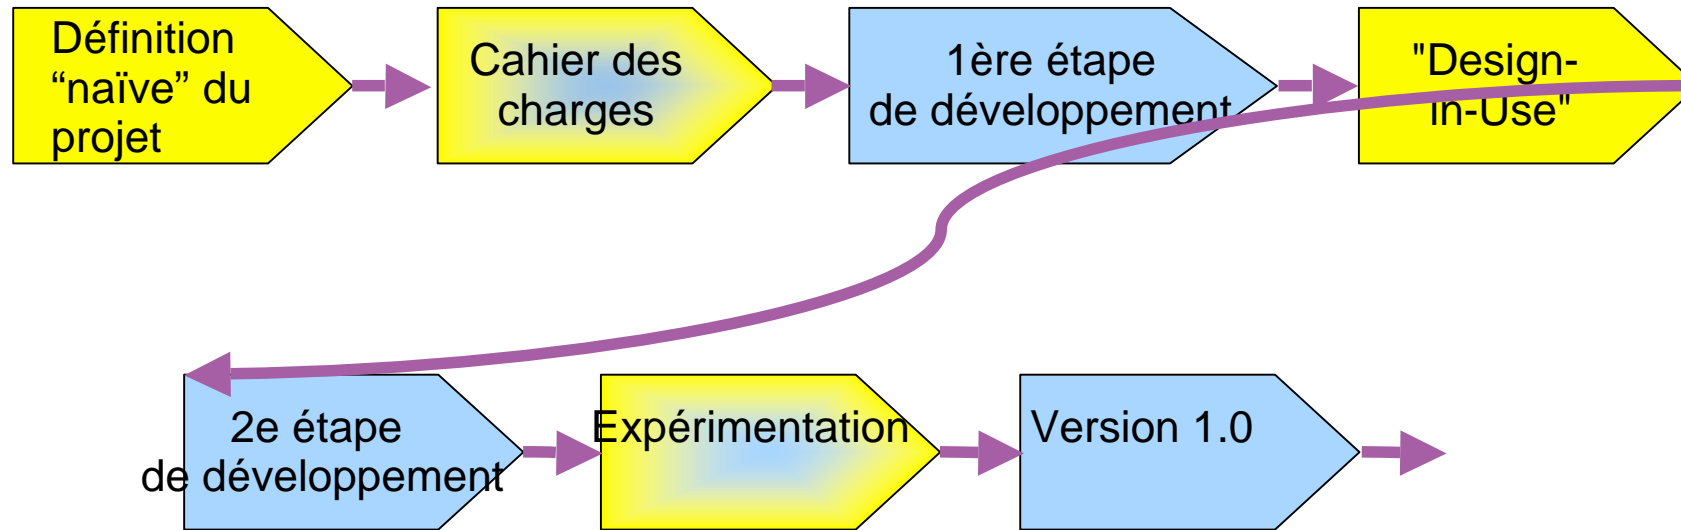 Définition
“naïve” du
projet
Cahier des
charges
1ère étape
de développement
"Design-
in-Use"
2e étape
de développement
Expérimentation
Version 1.0